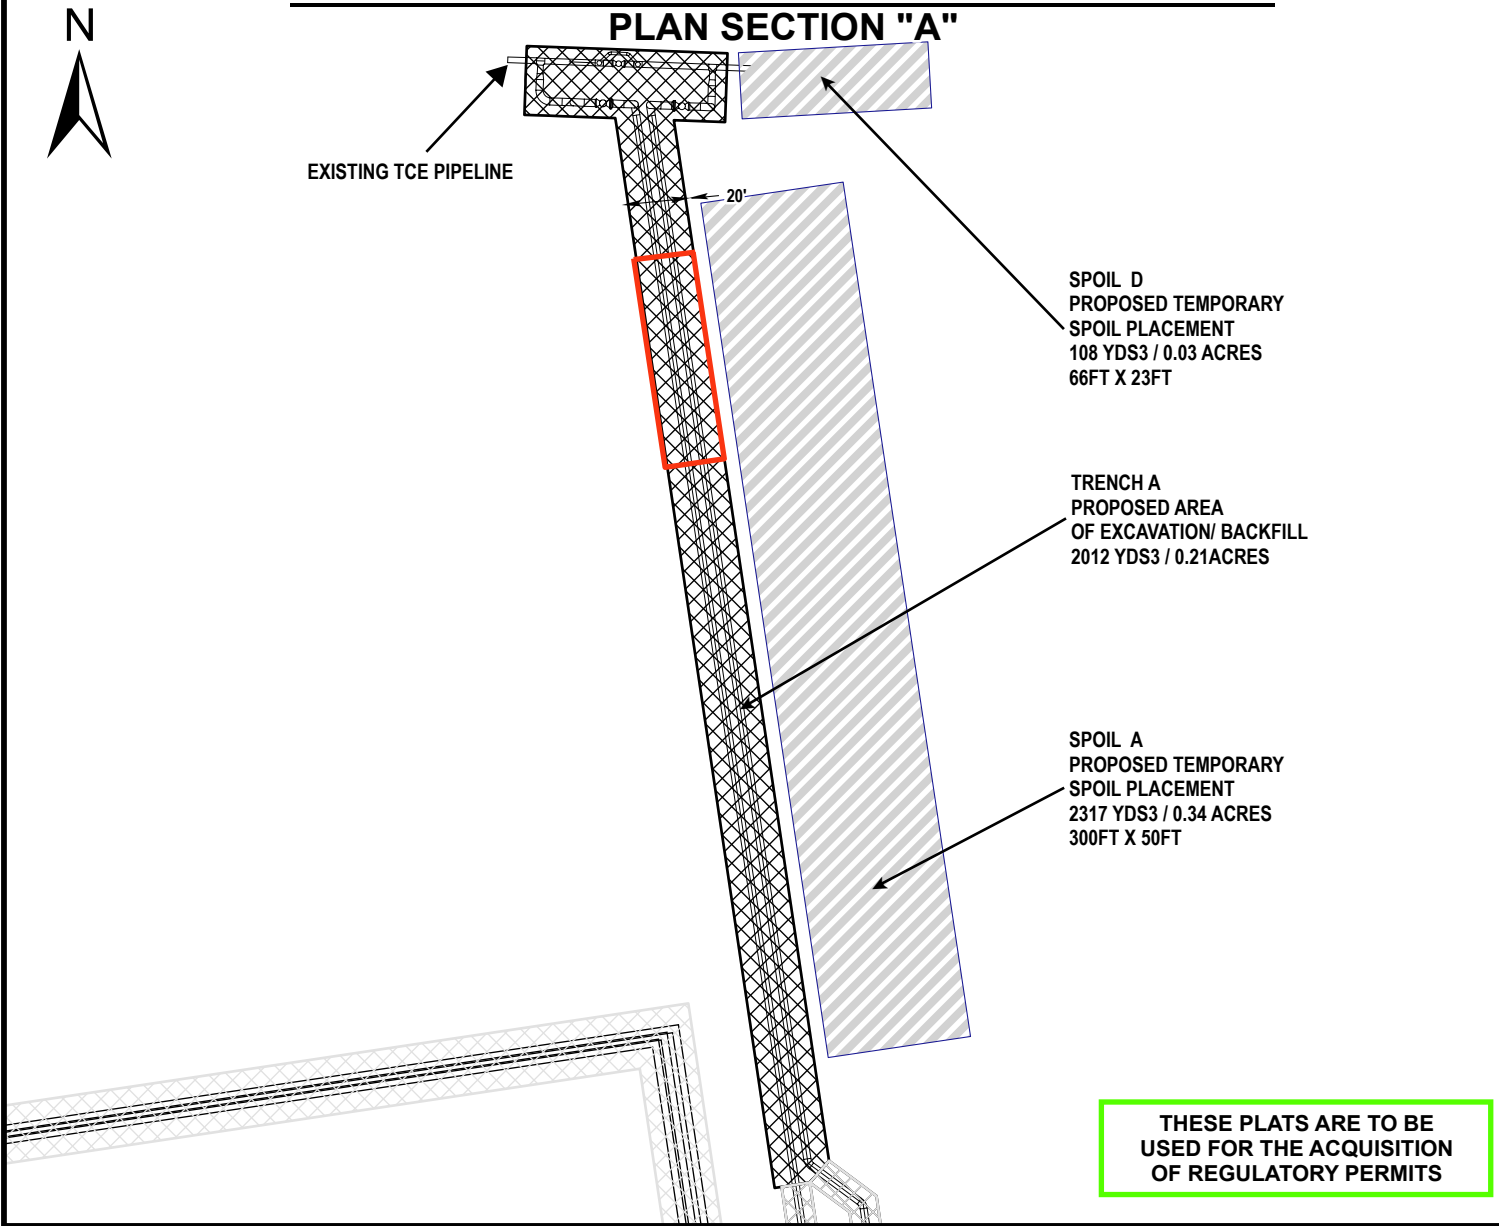 PLAN SECTION "A"
N
EXISTING TCE PIPELINE
20'
SPOIL D
PROPOSED TEMPORARY
SPOIL PLACEMENT
108 YDS3 / 0.03 ACRES
66FT X 23FT
TRENCH A
PROPOSED AREA
OF EXCAVATION/ BACKFILL
2012 YDS3 / 0.21ACRES
SPOIL A
PROPOSED TEMPORARY
SPOIL PLACEMENT
2317 YDS3 / 0.34 ACRES
300FT X 50FT
THESE PLATS ARE TO BE
USED FOR THE ACQUISITION
OF REGULATORY PERMITS